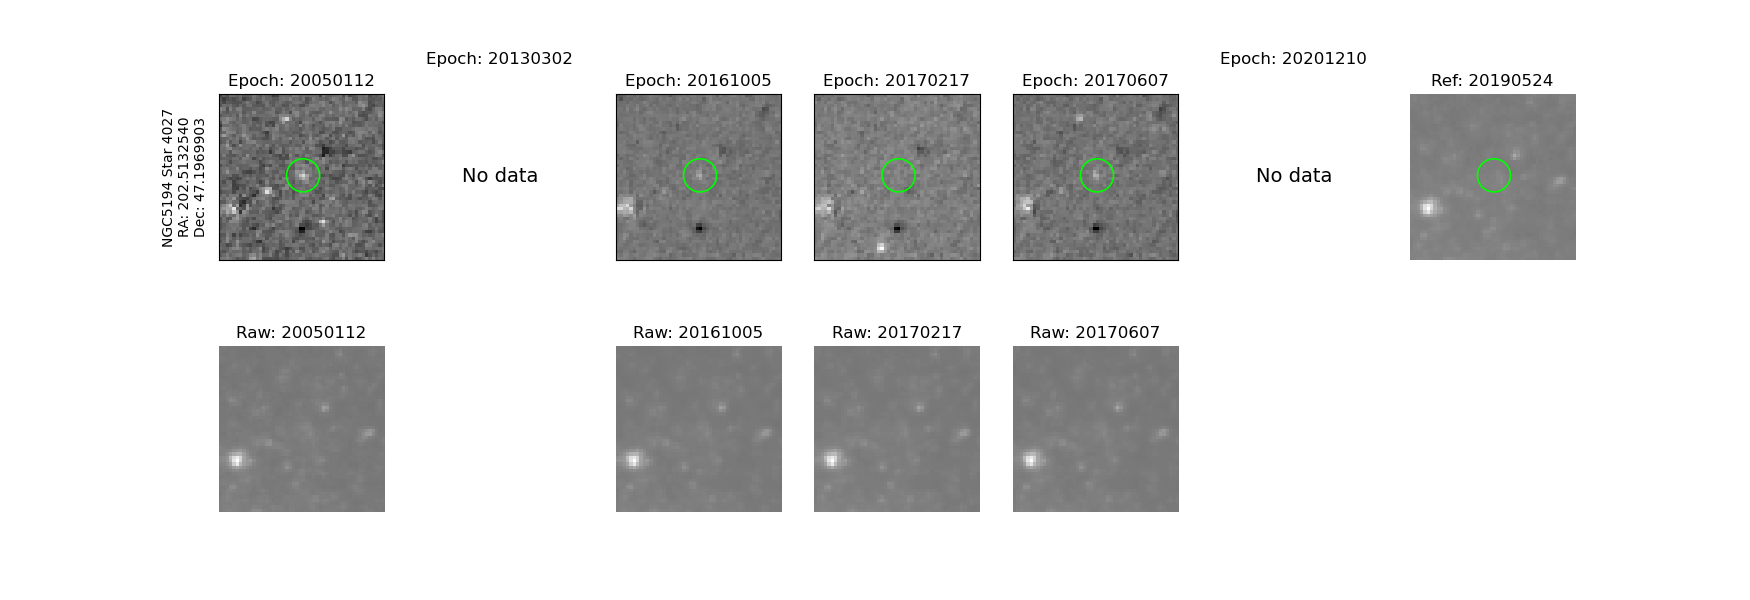 Epoch: 20130302
Epoch: 20201210
Epoch: 20050112
Epoch: 20161005
Epoch: 20170217
Epoch: 20170607
Ref: 20190524
NGC5194 Star 4027
RA: 202.5132540
Dec: 47.1969903
No data
No data
Raw: 20050112
Raw: 20161005
Raw: 20170217
Raw: 20170607